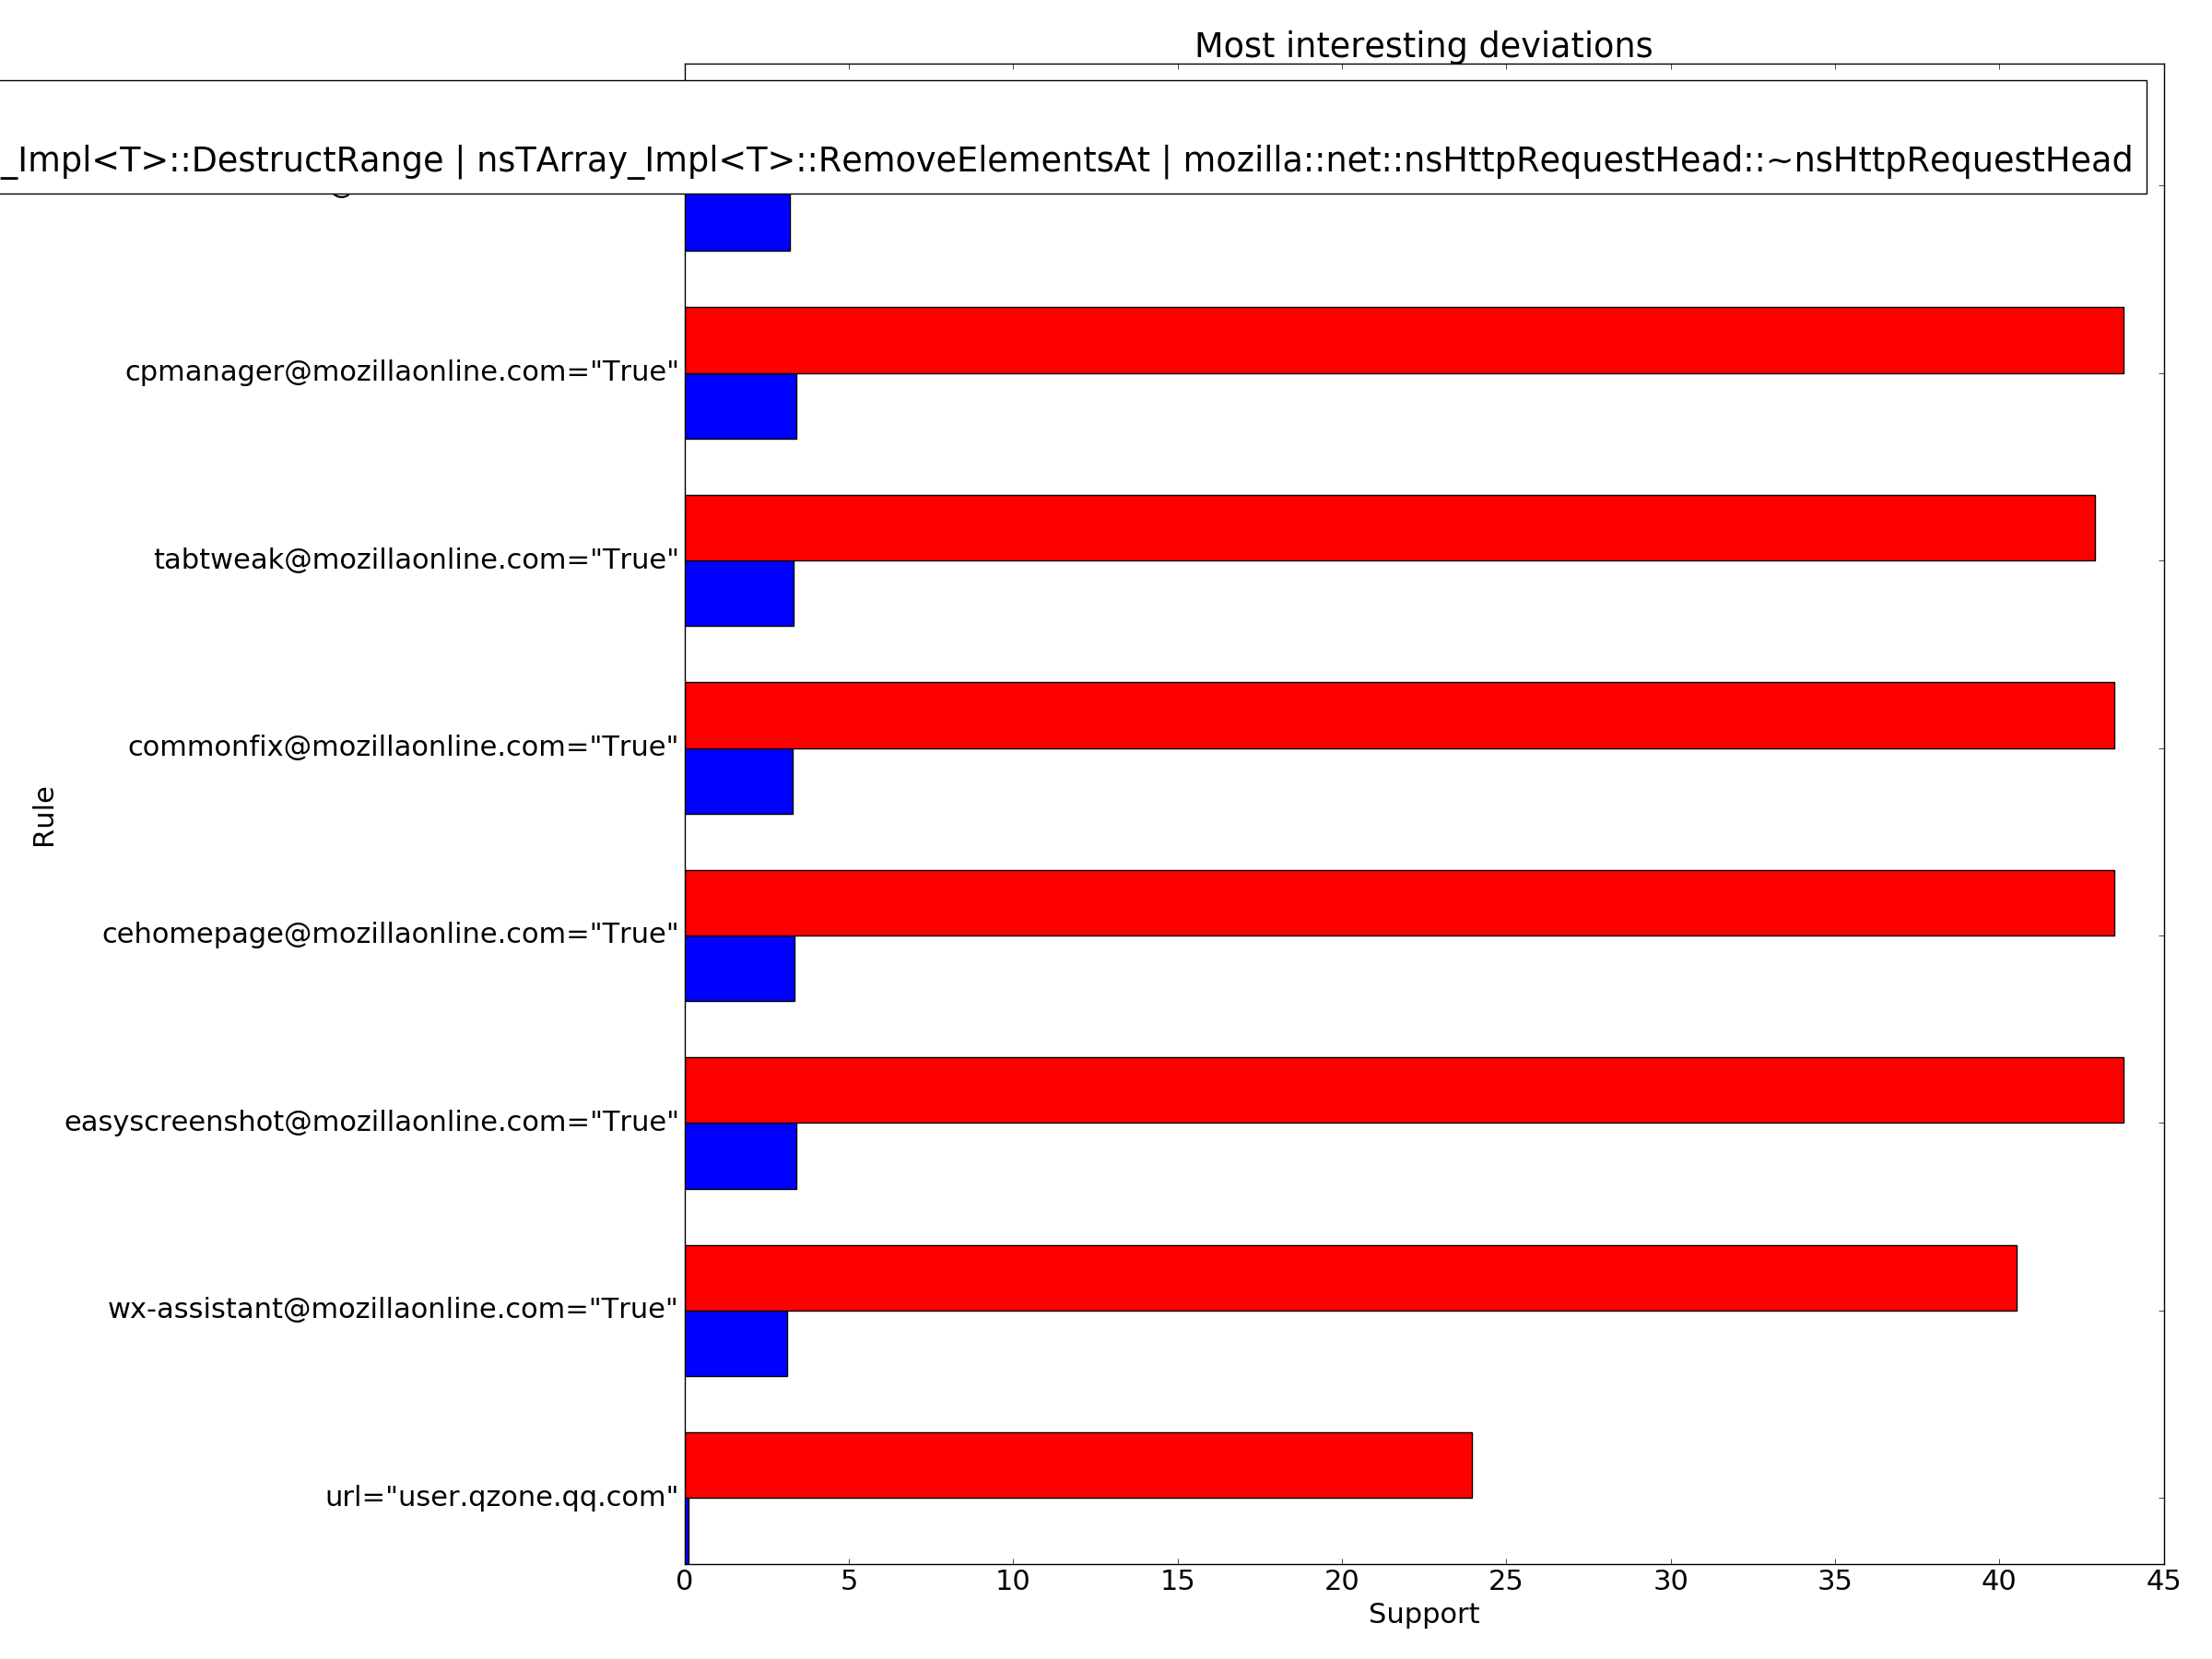 Most interesting deviations
_Impl<T>::DestructRange | nsTArray_Impl<T>::RemoveElementsAt | mozilla::net::nsHttpRequestHead::~nsHttpRequestHead
cpmanager@mozillaonline.com="True"
tabtweak@mozillaonline.com="True"
commonfix@mozillaonline.com="True"
Rule
cehomepage@mozillaonline.com="True"
easyscreenshot@mozillaonline.com="True"
wx-assistant@mozillaonline.com="True"
url="user.qzone.qq.com"
0 5 10 15 20 25 30 35 40 45
Support